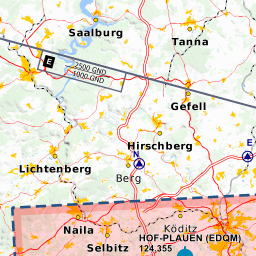 Saalburg
Tanna
E
2500 GND
1000 GND
Gefell
Hirschberg
N
E
Lichtenberg
Berg
Naila
Köditz
HOF-PLAUEN (EDQM)
Selbitz
124,355